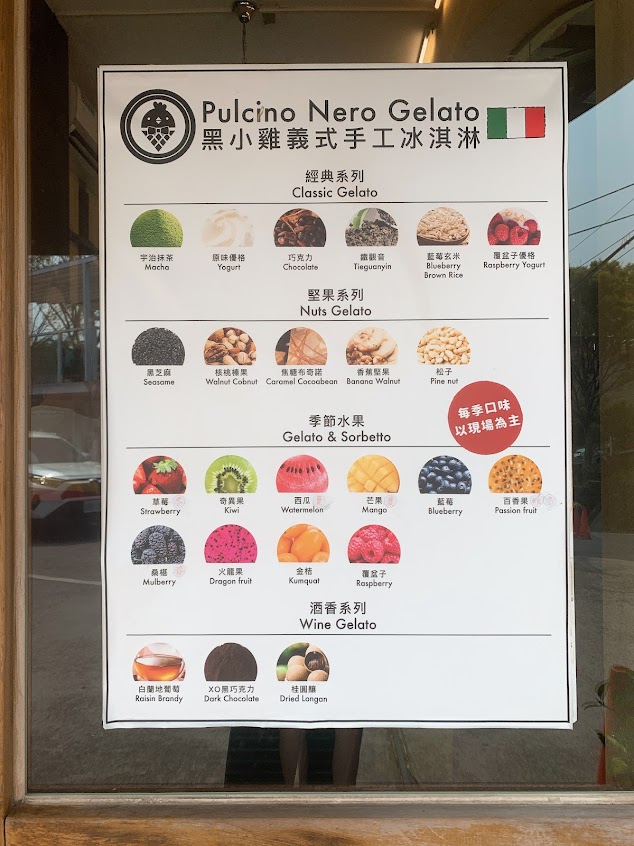 Pulcino Nero Gelato
黑小雞義式手工冰淇淋
經典系列
Classic Gelato
宇治抹茶
Macha
原味優格
Yogurt
巧克力
Chocolate
鐵觀音
Tieguanyin
藍莓玄米
Blueberry
Brown Rice
覆盆子優格
Raspberry Yogurt
堅果系列
Nuts Gelato
黑芝麻
Seasame
核桃榛果
Walnut Cobnut
焦糖布奇諾
Caramel Cocoabean
香蕉堅果
Banana Walnut
松子
Pine nut
每季口味
以現場為主
季節水果
Gelato & Sorbetto
草莓
Strawberry
奇異果
Kiwi
西瓜
Watermelon
芒果
Mango
藍莓
Blueberry
百香果
Passion fruit
桑椹
Mulberry
火龍果
Dragon fruit
金桔
Kumquat
覆盆子
Raspberry
酒香系列
Wine Gelato
白蘭地葡萄
Raisin Brandy
XO黑巧克力
Dark Chocolate
桂圓釀
Dried Longan